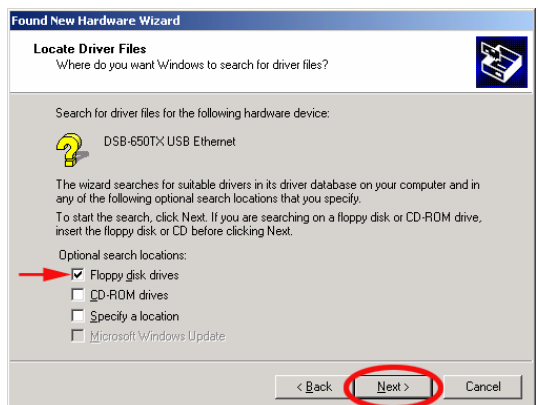 Found New Hardware Wizard
Locate Driver Files
Where do you want Windows to search for driver files?
Search for driver files for the following hardware device:
DSB-650TX USB Ethernet
The wizard searches for suitable drivers in its driver database on your computer and in
any of the following optional search locations that you specify.
To start the search, click Next. If you are searching on a floppy disk or CD-ROM drive,
insert the floppy disk or CD before clicking Next.
Optional search locations:
Floppy disk drives
CD-ROM drives
Specify a location
Microsoft Windows Update
< Back Next > Cancel